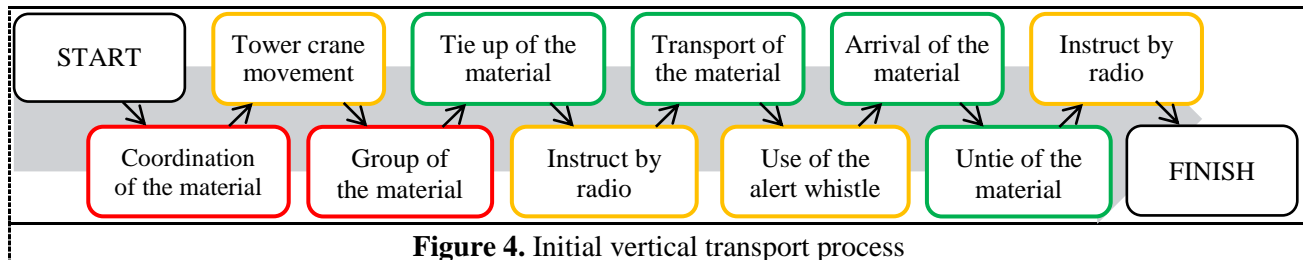 START
Coordination
of the material
Tower crane
movement
Group of
the material
Tie up of the
material
Instruct by
radio
Transport of
the material
Use of the
alert whistle
Arrival of the
material
Untie of the
material
Instruct by
radio
FINISH
Figure 4. Initial vertical transport process